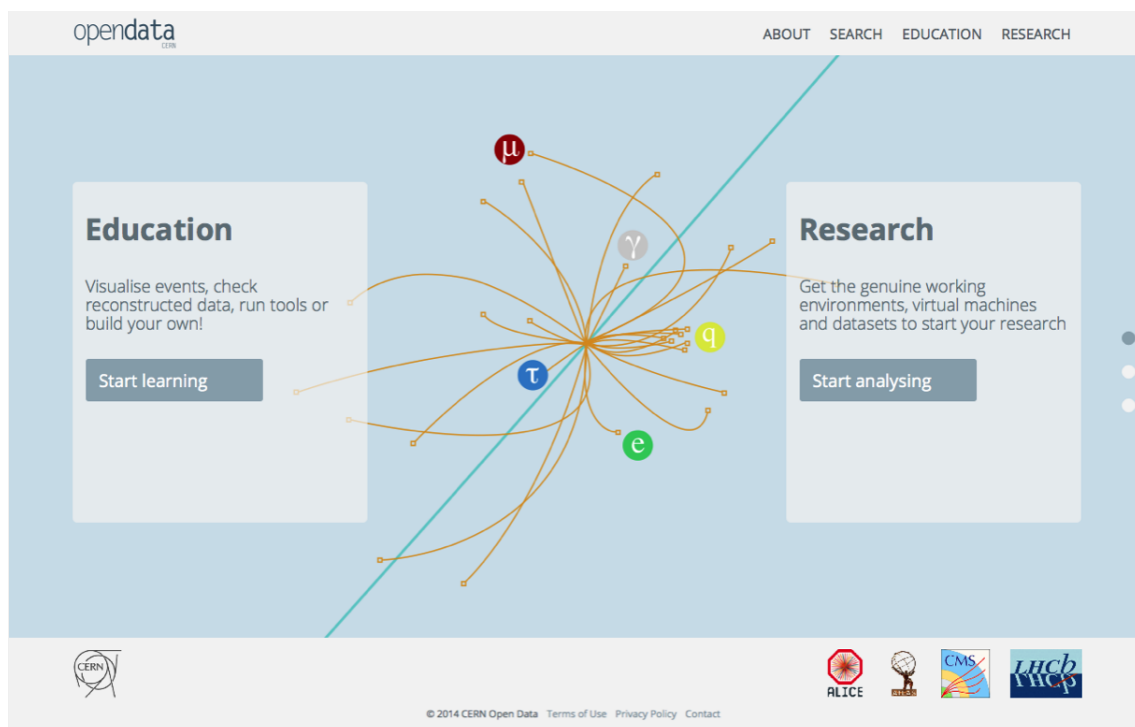 opendata
CERN
ABOUT SEARCH EDUCATION RESEARCH
μ
γ
q
τ
e
Education
Visualise events, check
reconstructed data, run tools or
build your own!
Start learning
Research
Get the genuine working
environments, virtual machines
and datasets to start your research
Start analysing
CERN
ALICE
ATLAS
CMS
LHCb
© 2014 CERN Open Data Terms of Use Privacy Policy Contact